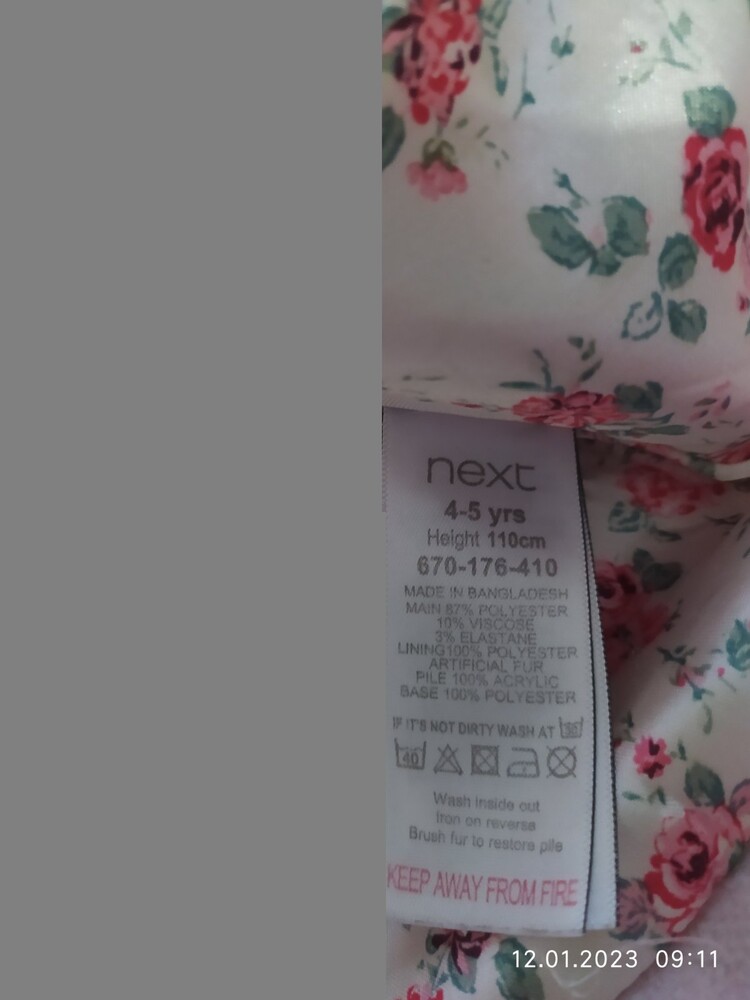 next
4-5 yrs
Height 110cm
670-176-410
MADE IN BANGLADESH
MAIN 87% POLYESTER
10% VISCOSE
3% ELASTANE
LINING100% POLYESTER
ARTIFICIAL FUR
PILE 100% ACRYLIC
BASE 100% POLYESTER
IF IT'S NOT DIRTY WASH AT 30
40
Wash inside out
Iron on reverse
Brush fur to restore pile
KEEP AWAY FROM FIRE
12.01.2023 09:11